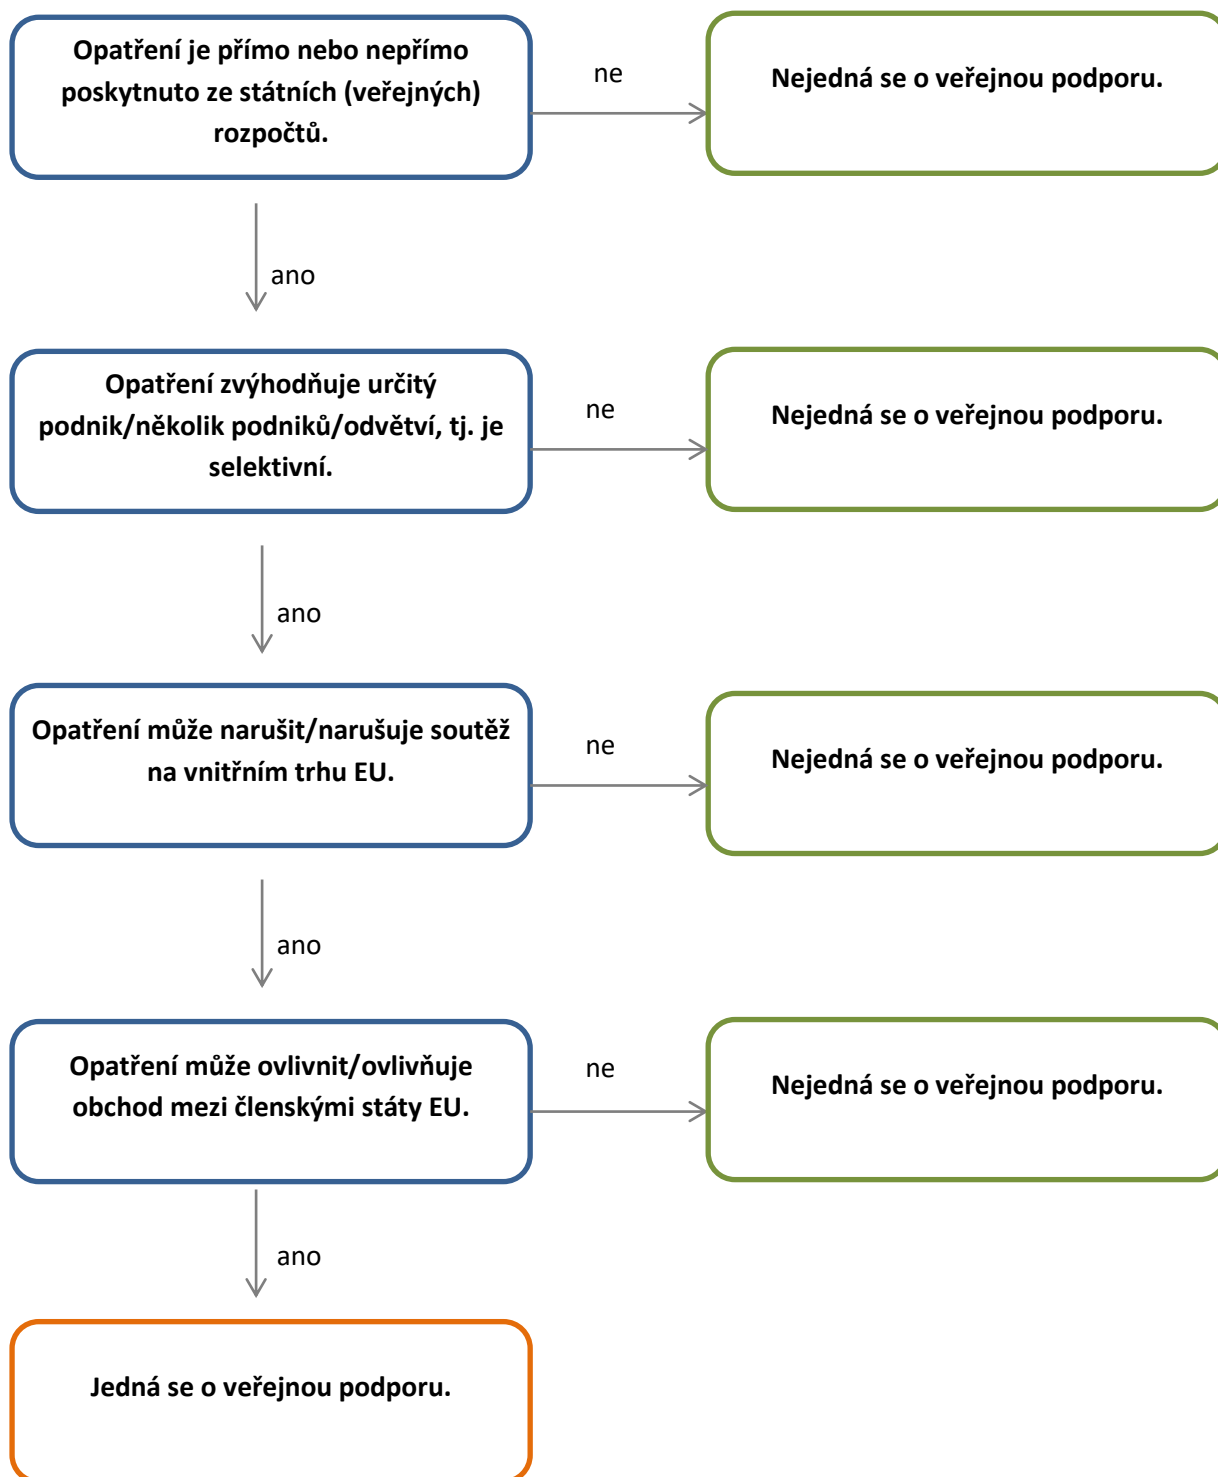 Opatření je přímo nebo nepřímo
poskytnuto ze státních (veřejných)
rozpočtů.
ne
Nejedná se o veřejnou podporu.
ano
Opatření zvýhodňuje určitý
podnik/několik podniků/odvětví, tj. je
selektivní.
ne
Nejedná se o veřejnou podporu.
ano
Opatření může narušit/narušuje soutěž
na vnitřním trhu EU.
ne
Nejedná se o veřejnou podporu.
ano
Opatření může ovlivnit/ovlivňuje
obchod mezi členskými státy EU.
ne
Nejedná se o veřejnou podporu.
ano
Jedná se o veřejnou podporu.